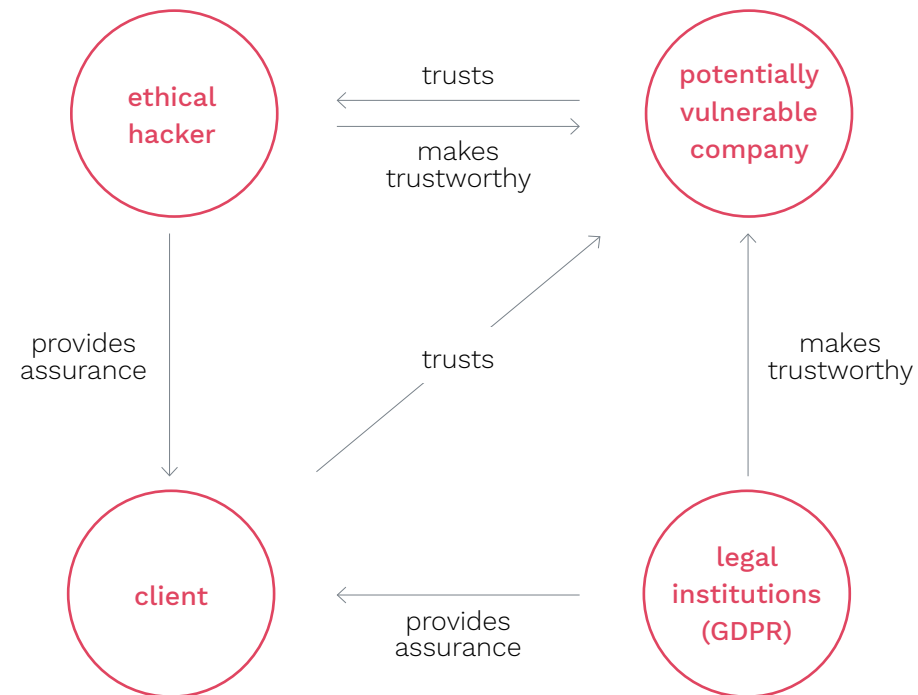 ethical
hacker
trusts
makes
trustworthy
potentially
vulnerable
company
provides
assurance
trusts
makes
trustworthy
client
provides
assurance
legal
institutions
(GDPR)